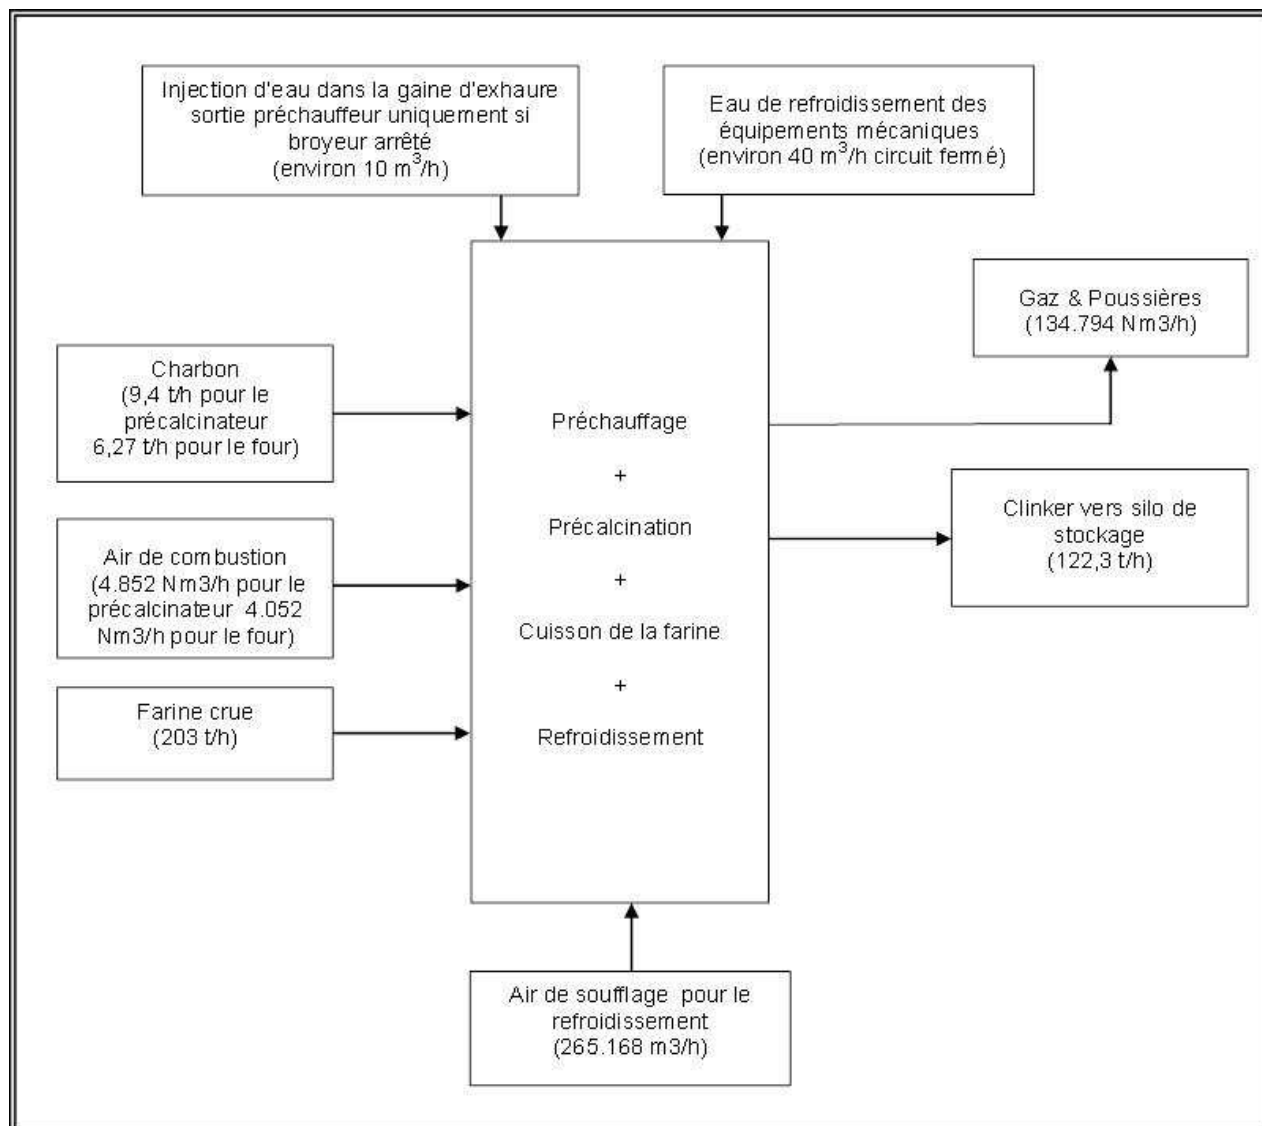 Injection d'eau dans la gaine d'exhaure
sortie préchauffeur uniquement si
broyeur arrêté
(environ 10 m³/h)
Eau de refroidissement des
équipements mécaniques
(environ 40 m³/h circuit fermé)
Gaz & Poussières
(134.794 Nm3/h)
Charbon
(9,4 t/h pour le
précalcinateur
6,27 t/h pour le four)
Préchauffage
+
Précalcination
+
Cuisson de la farine
+
Refroidissement
Clinker vers silo de
stockage
(122,3 t/h)
Air de combustion
(4.852 Nm3/h pour le
précalcinateur 4.052
Nm3/h pour le four)
Farine crue
(203 t/h)
Air de soufflage pour le
refroidissement
(265.168 m3/h)